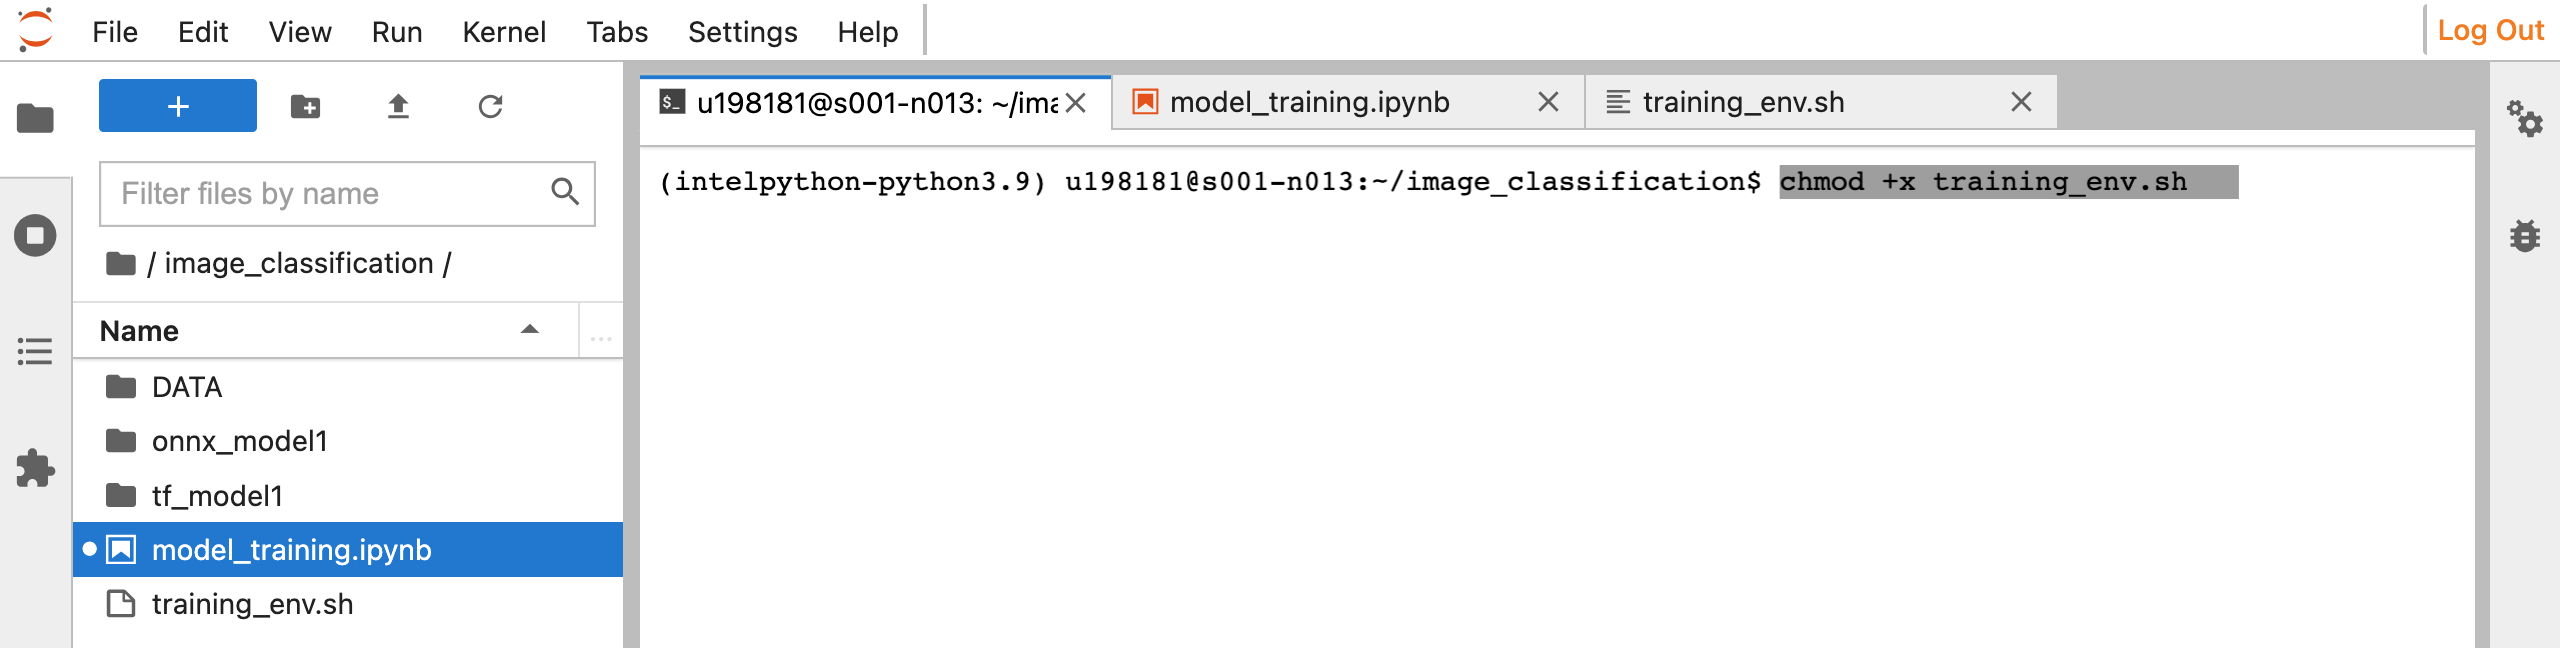 File Edit View Run Kernel Tabs Settings Help Log Out
+
$_ u198181@s001-n013: ~/ima
model_training.ipynb
training_env.sh
Filter files by name
(intelpython-python3.9) u198181@s001-n013:~/image_classification$ chmod +x training_env.sh
/ image_classification /
Name ...
DATA
onnx_model1
tf_model1
model_training.ipynb
training_env.sh